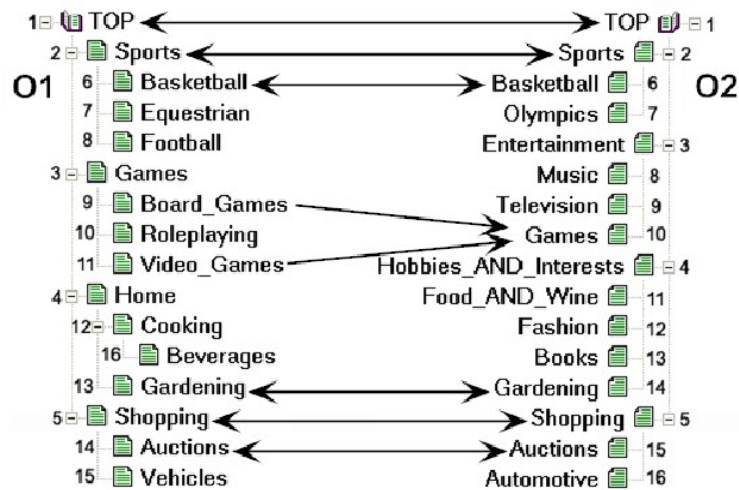 1 TOP TOP 1
2 Sports Sports 2
O1 6 Basketball Basketball 6 O2
7 Equestrian Olympics 7
8 Football Entertainment 3
3 Games Music 8
9 Board_Games Television 9
10 Roleplaying Games 10
11 Video_Games Hobbies_AND_Interests 4
4 Home Food_AND_Wine 11
12 Cooking Fashion 12
16 Beverages Books 13
13 Gardening Gardening 14
5 Shopping Shopping 5
14 Auctions Auctions 15
15 Vehicles Automotive 16